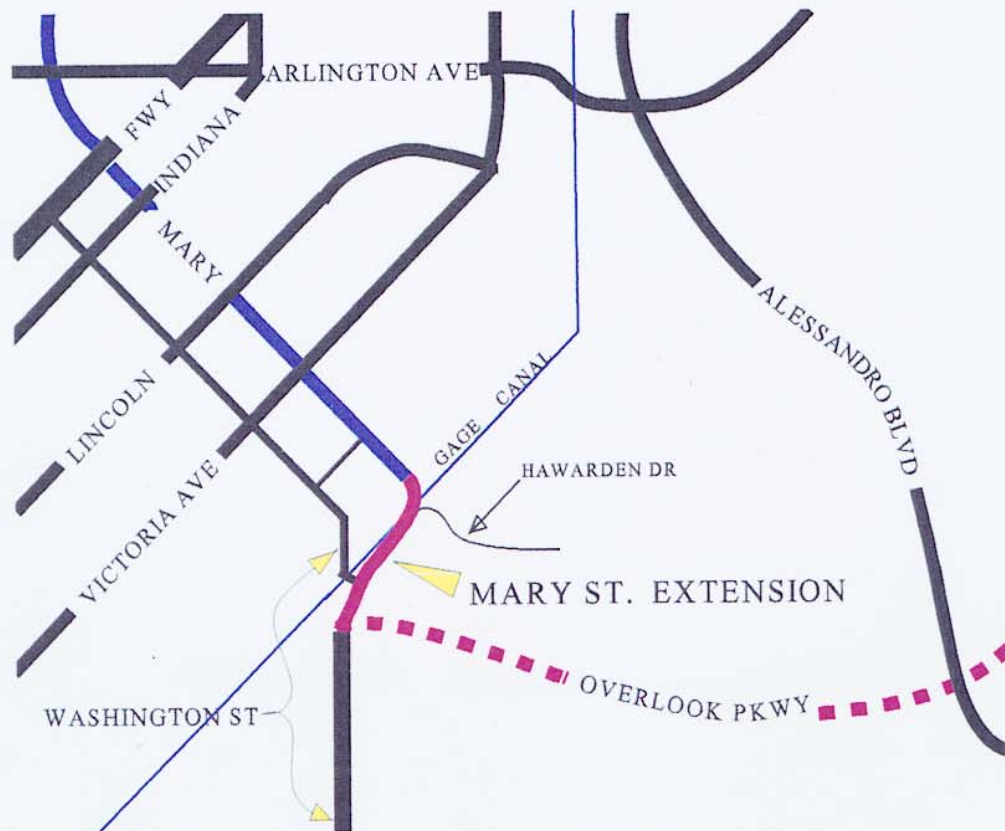 ARLINGTON AVE
FWY
INDIANA
MARY
ALESSANDRO BLVD
GAGE CANAL
LINCOLN
HAWARDEN DR
VICTORIA AVE
MARY ST. EXTENSION
OVERLOOK PKWY
WASHINGTON ST